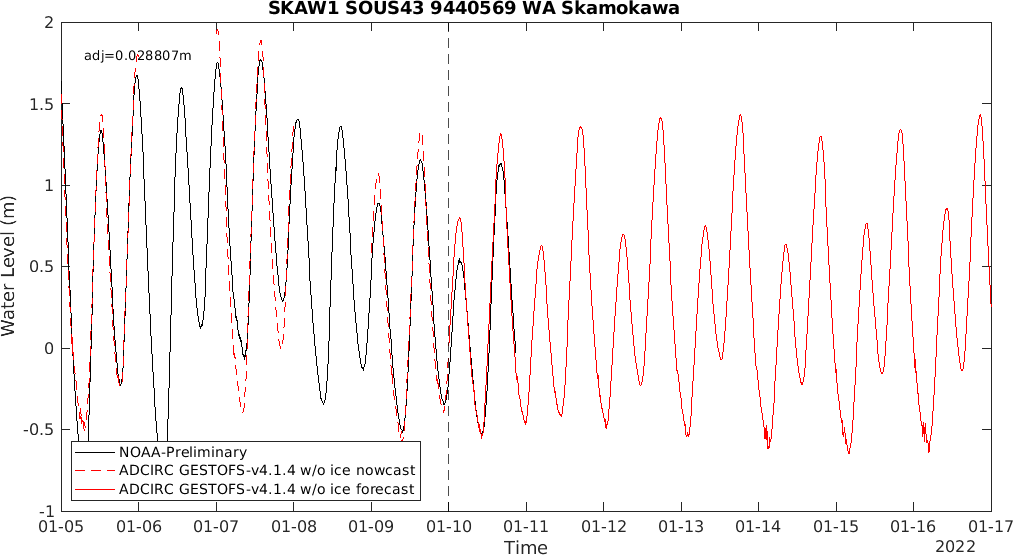 SKAW1 SOUS43 9440569 WA Skamokawa
adj=0.028807m
2
1.5
1
0.5
0
-0.5
-1
Water Level (m)
NOAA-Preliminary
ADCIRC GESTOFS-v4.1.4 w/o ice nowcast
ADCIRC GESTOFS-v4.1.4 w/o ice forecast
01-05 01-06 01-07 01-08 01-09 01-10 01-11 01-12 01-13 01-14 01-15 01-16 01-17
Time
2022